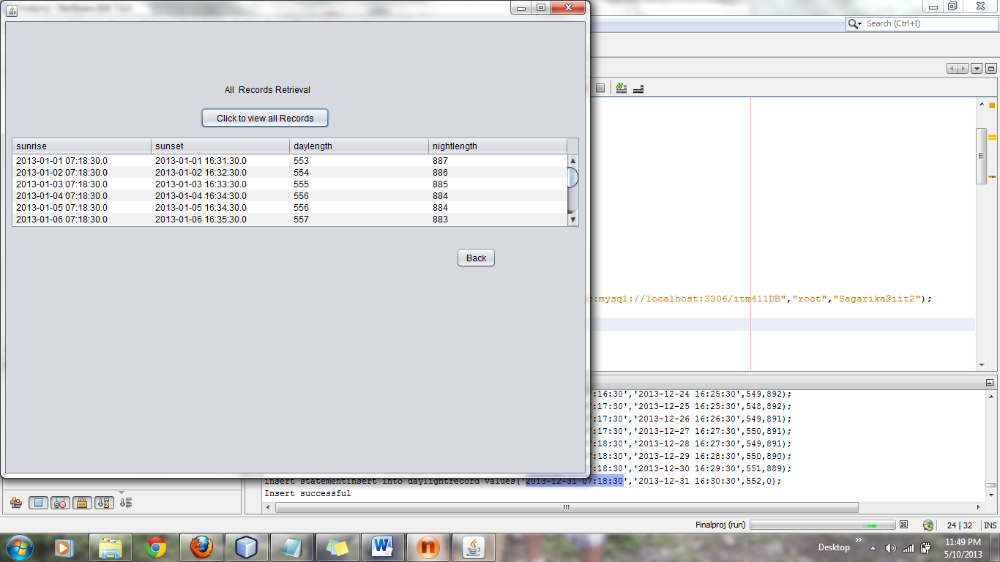 Search (Ctrl+I)
All Records Retrieval
Click to view all Records
sunrise sunset daylength nightlength
2013-01-01 07:18:30.0 2013-01-01 16:31:30.0 553 887
2013-01-02 07:18:30.0 2013-01-02 16:32:30.0 554 886
2013-01-03 07:18:30.0 2013-01-03 16:33:30.0 555 885
2013-01-04 07:18:30.0 2013-01-04 16:34:30.0 556 884
2013-01-05 07:18:30.0 2013-01-05 16:34:30.0 556 884
2013-01-06 07:18:30.0 2013-01-06 16:35:30.0 557 883
Back
:mysql://localhost:3306/itm411DB","root","Sagarika@iit2");
:16:30','2013-12-24 16:25:30',549,892);
:17:30','2013-12-25 16:25:30',548,892);
:17:30','2013-12-26 16:26:30',549,891);
:17:30','2013-12-27 16:27:30',550,891);
:18:30','2013-12-28 16:27:30',549,891);
:18:30','2013-12-29 16:28:30',550,890);
:18:30','2013-12-30 16:29:30',551,889);
insert statementinsert into daylightrecord values('2013-12-31 07:18:30','2013-12-31 16:30:30',552,0);
Insert successful
Finalproj (run) 24 | 32 INS
Desktop 11:49 PM
5/10/2013